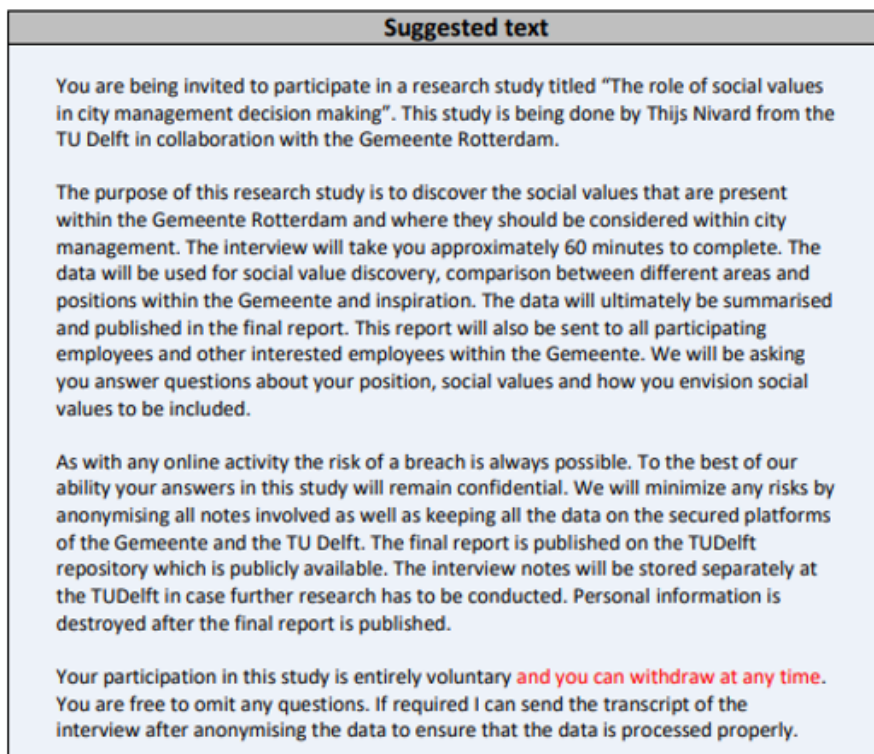 Suggested text
You are being invited to participate in a research study titled “The role of social values
in city management decision making”. This study is being done by Thijs Nivard from the
TU Delft in collaboration with the Gemeente Rotterdam.
The purpose of this research study is to discover the social values that are present
within the Gemeente Rotterdam and where they should be considered within city
management. The interview will take you approximately 60 minutes to complete. The
data will be used for social value discovery, comparison between different areas and
positions within the Gemeente and inspiration. The data will ultimately be summarised
and published in the final report. This report will also be sent to all participating
employees and other interested employees within the Gemeente. We will be asking
you answer questions about your position, social values and how you envision social
values to be included.
As with any online activity the risk of a breach is always possible. To the best of our
ability your answers in this study will remain confidential. We will minimize any risks by
anonymising all notes involved as well as keeping all the data on the secured platforms
of the Gemeente and the TU Delft. The final report is published on the TUDelft
repository which is publicly available. The interview notes will be stored separately at
the TUDelft in case further research has to be conducted. Personal information is
destroyed after the final report is published.
Your participation in this study is entirely voluntary and you can withdraw at any time.
You are free to omit any questions. If required I can send the transcript of the
interview after anonymising the data to ensure that the data is processed properly.